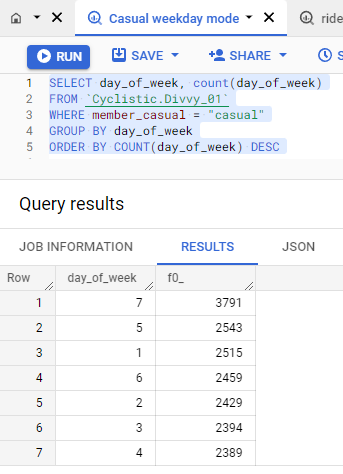 Casual weekday mode ride
RUN SAVE SHARE S
1 SELECT day_of_week, count(day_of_week)
2 FROM `Cyclistic.Divvy_01`
3 WHERE member_casual = "casual"
4 GROUP BY day_of_week
5 ORDER BY COUNT(day_of_week) DESC
Query results
JOB INFORMATION RESULTS JSON
Row day_of_week f0_
1 7 3791
2 5 2543
3 1 2515
4 6 2459
5 2 2429
6 3 2394
7 4 2389